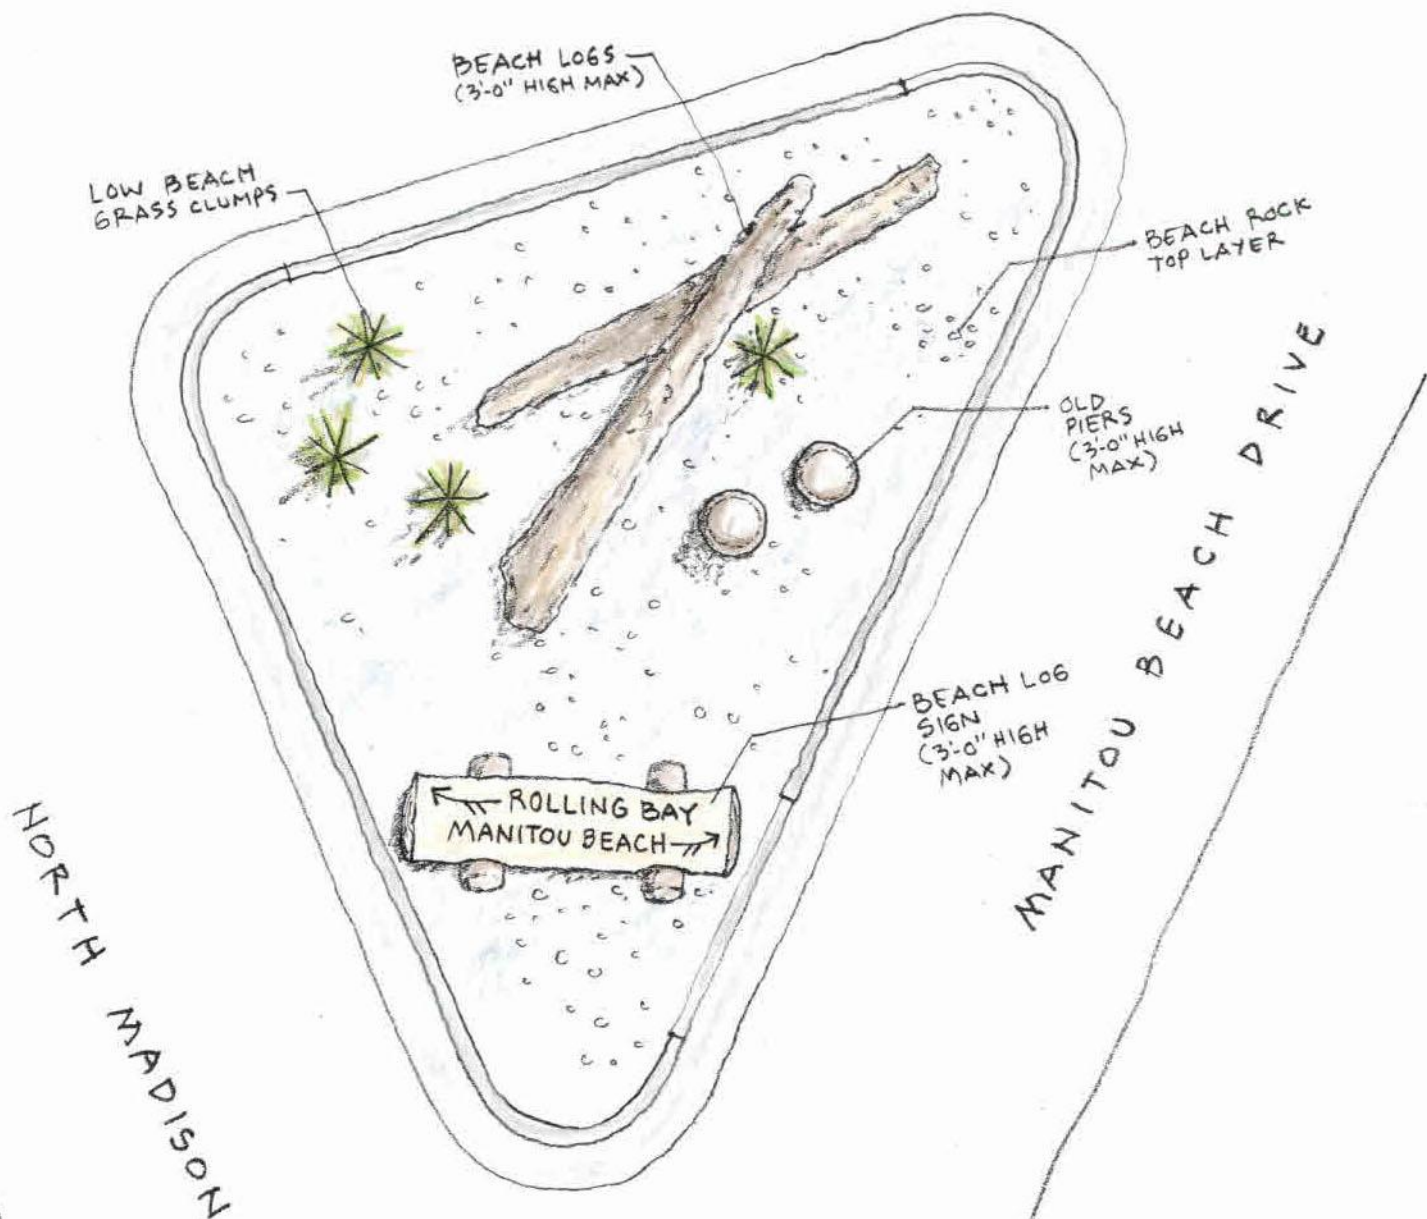 BEACH LOGS
(3'-0" HIGH MAX)
LOW BEACH
GRASS CLUMPS
BEACH ROCK
TOP LAYER
OLD
PIERS
(3'-0" HIGH
MAX)
MANITOU BEACH DRIVE
BEACH LOG
SIGN
(3'-0" HIGH
MAX)
ROLLING BAY
MANITOU BEACH
NORTH MADISON